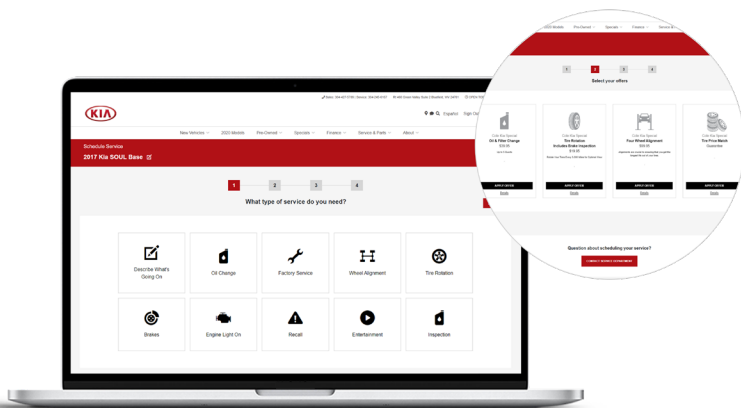 KIA
Español
New Vehicles
2020 Models
Pre-Owned
Specials
Finance
Service & Parts
About
Schedule Service
2017 Kia SOUL Base
1 2 3 4
What type of service do you need?
Describe What's
Going On
Oil Change
Factory Service
Wheel Alignment
Tire Rotation
Brakes
Engine Light On
Recall
Entertainment
Inspection
Pre-Owned
Specials
Finance
1 2 3 4
Select your offers.
Oil & Filter Change
Tire Rotation
Includes Brake Inspection
Four Wheel Alignment
Tire Price Match
Guarantee
APPLY OFFER
APPLY OFFER
APPLY OFFER
APPLY OFFER
Details
Details
Details
Details
Question about scheduling your service?
CONTACT SERVICE DEPARTMENT